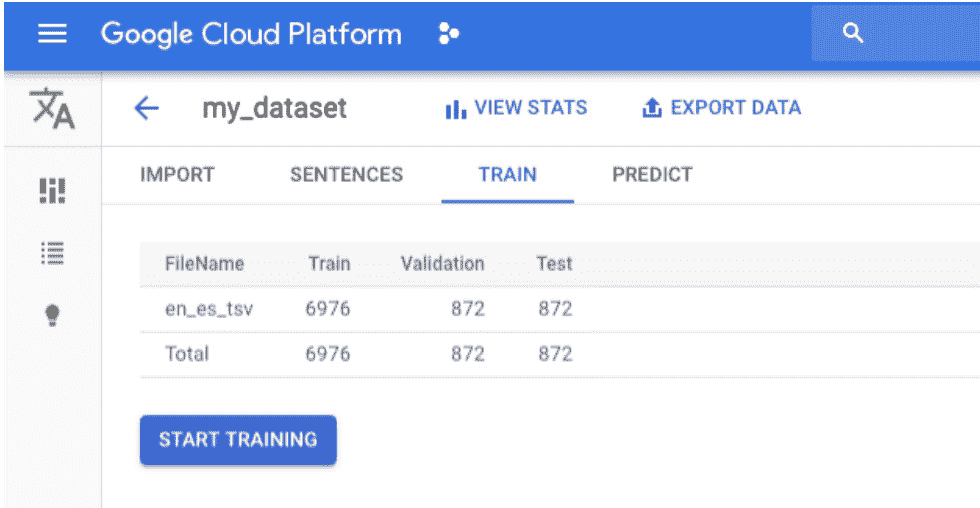 Google Cloud Platform
my_dataset VIEW STATS EXPORT DATA
IMPORT SENTENCES TRAIN PREDICT
FileName Train Validation Test
en_es_tsv 6976 872 872
Total 6976 872 872
START TRAINING